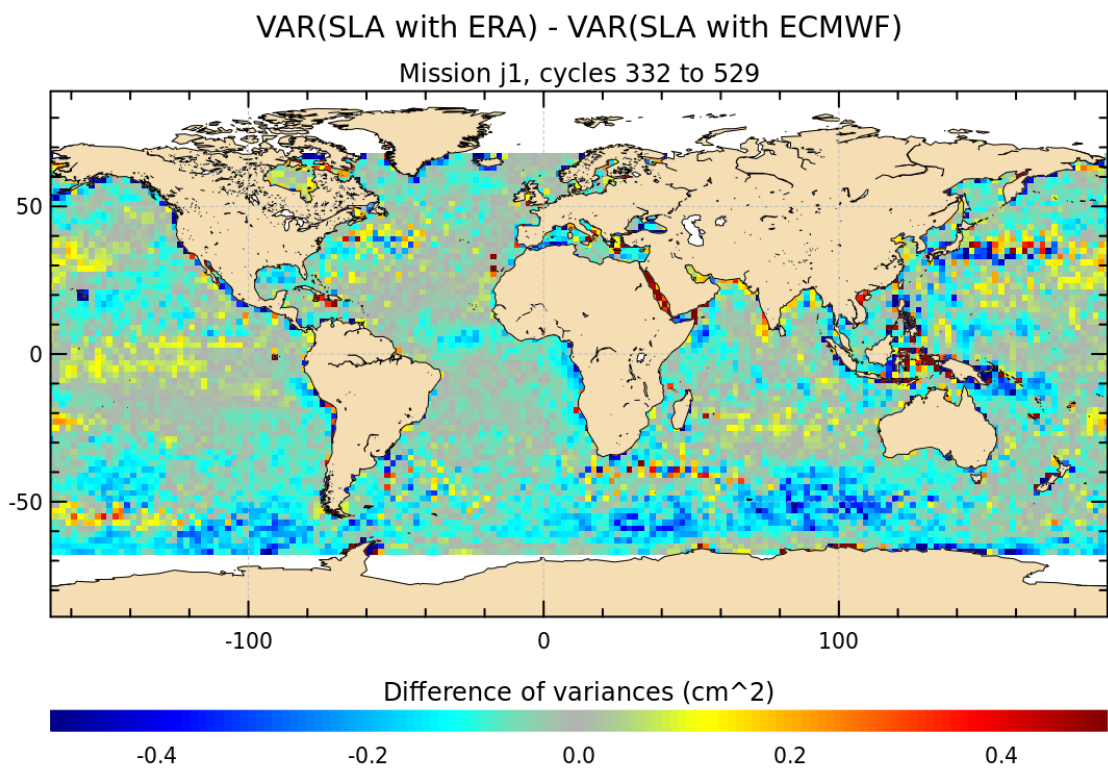 VAR(SLA with ERA) - VAR(SLA with ECMWF)
Mission j1, cycles 332 to 529
50
0
-50
-100 0 100
Difference of variances (cm^2)
-0.4 -0.2 0.0 0.2 0.4